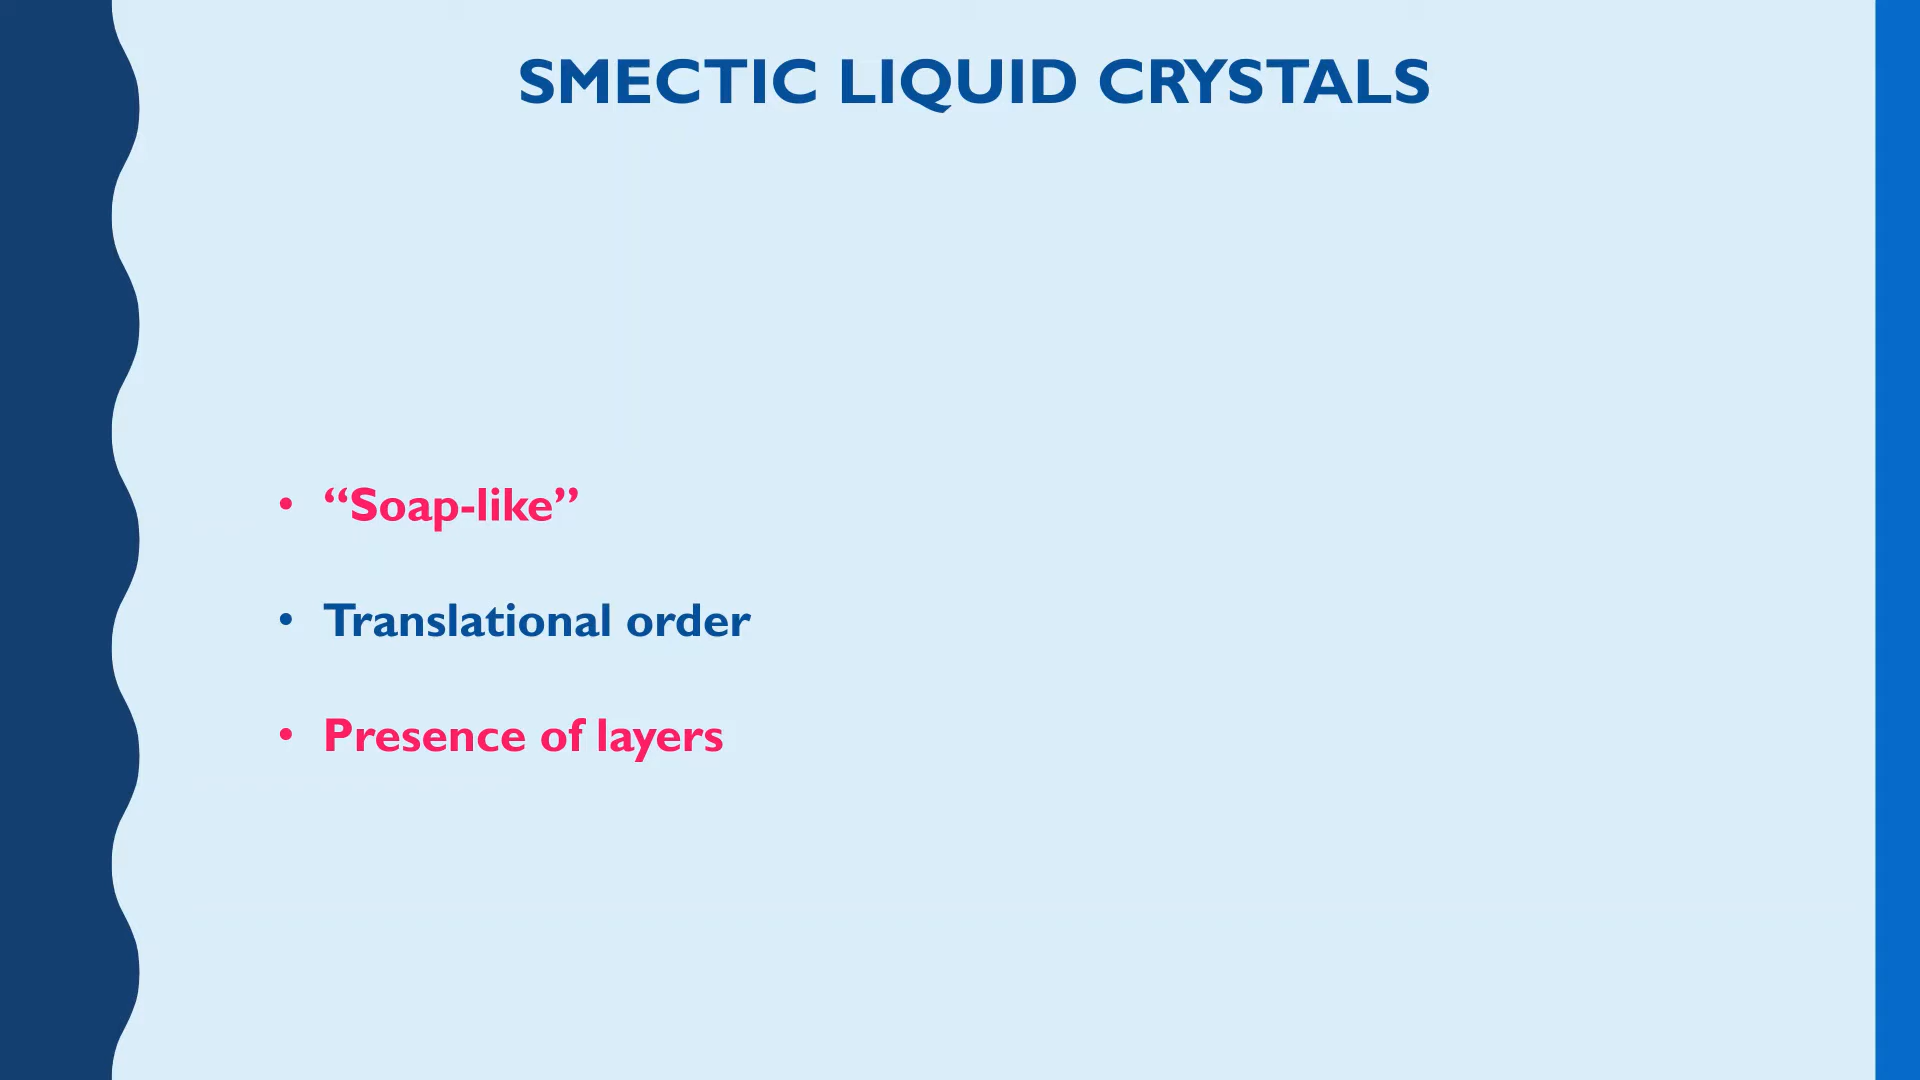 SMECTIC LIQUID CRYSTALS
• “Soap-like”
• Translational order
• Presence of layers